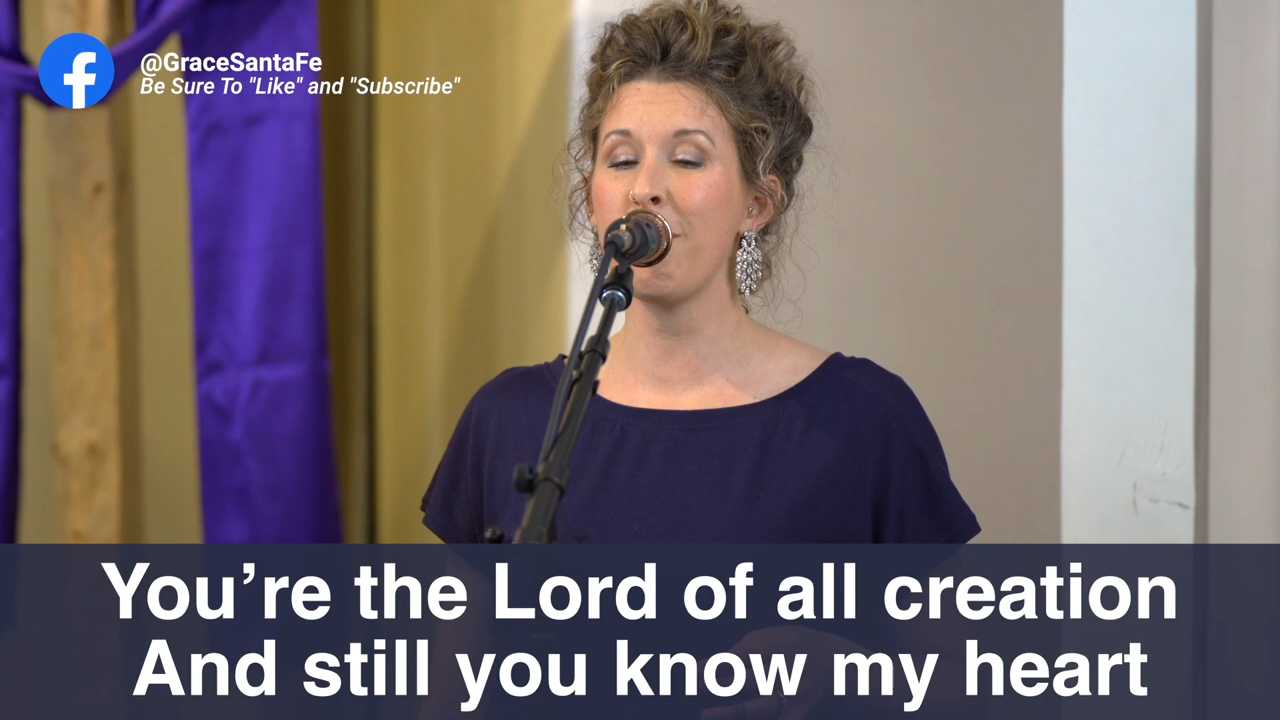 @GraceSantaFe
Be Sure To "Like" and "Subscribe"
You’re the Lord of all creation
And still you know my heart